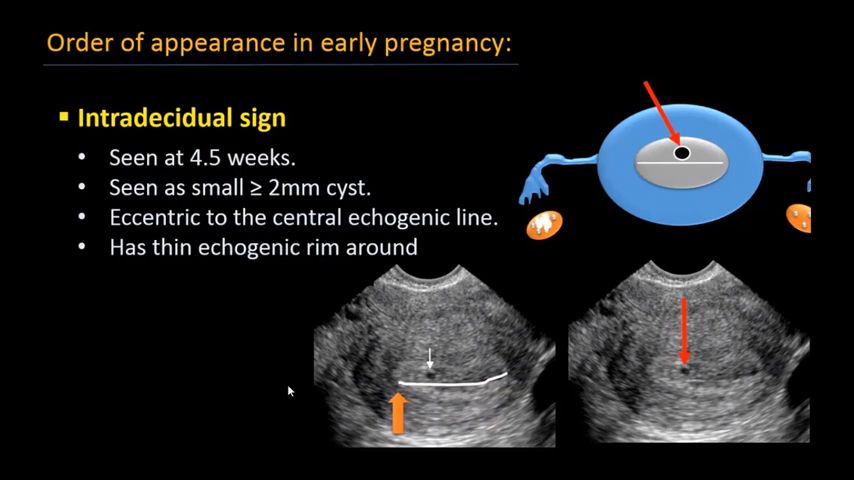 Order of appearance in early pregnancy:
▪ Intradecidual sign
• Seen at 4.5 weeks.
• Seen as small ≥ 2mm cyst.
• Eccentric to the central echogenic line.
• Has thin echogenic rim around